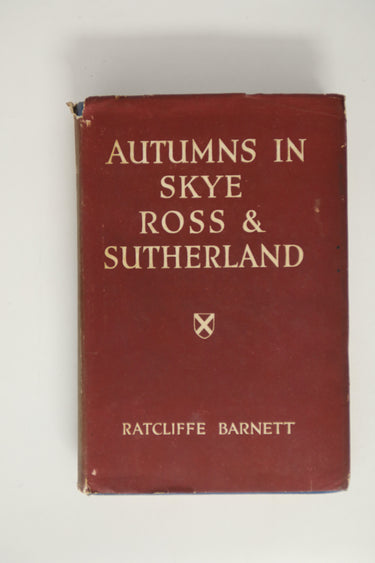 AUTUMNS IN
SKYE
ROSS &
SUTHERLAND
RATCLIFFE BARNETT